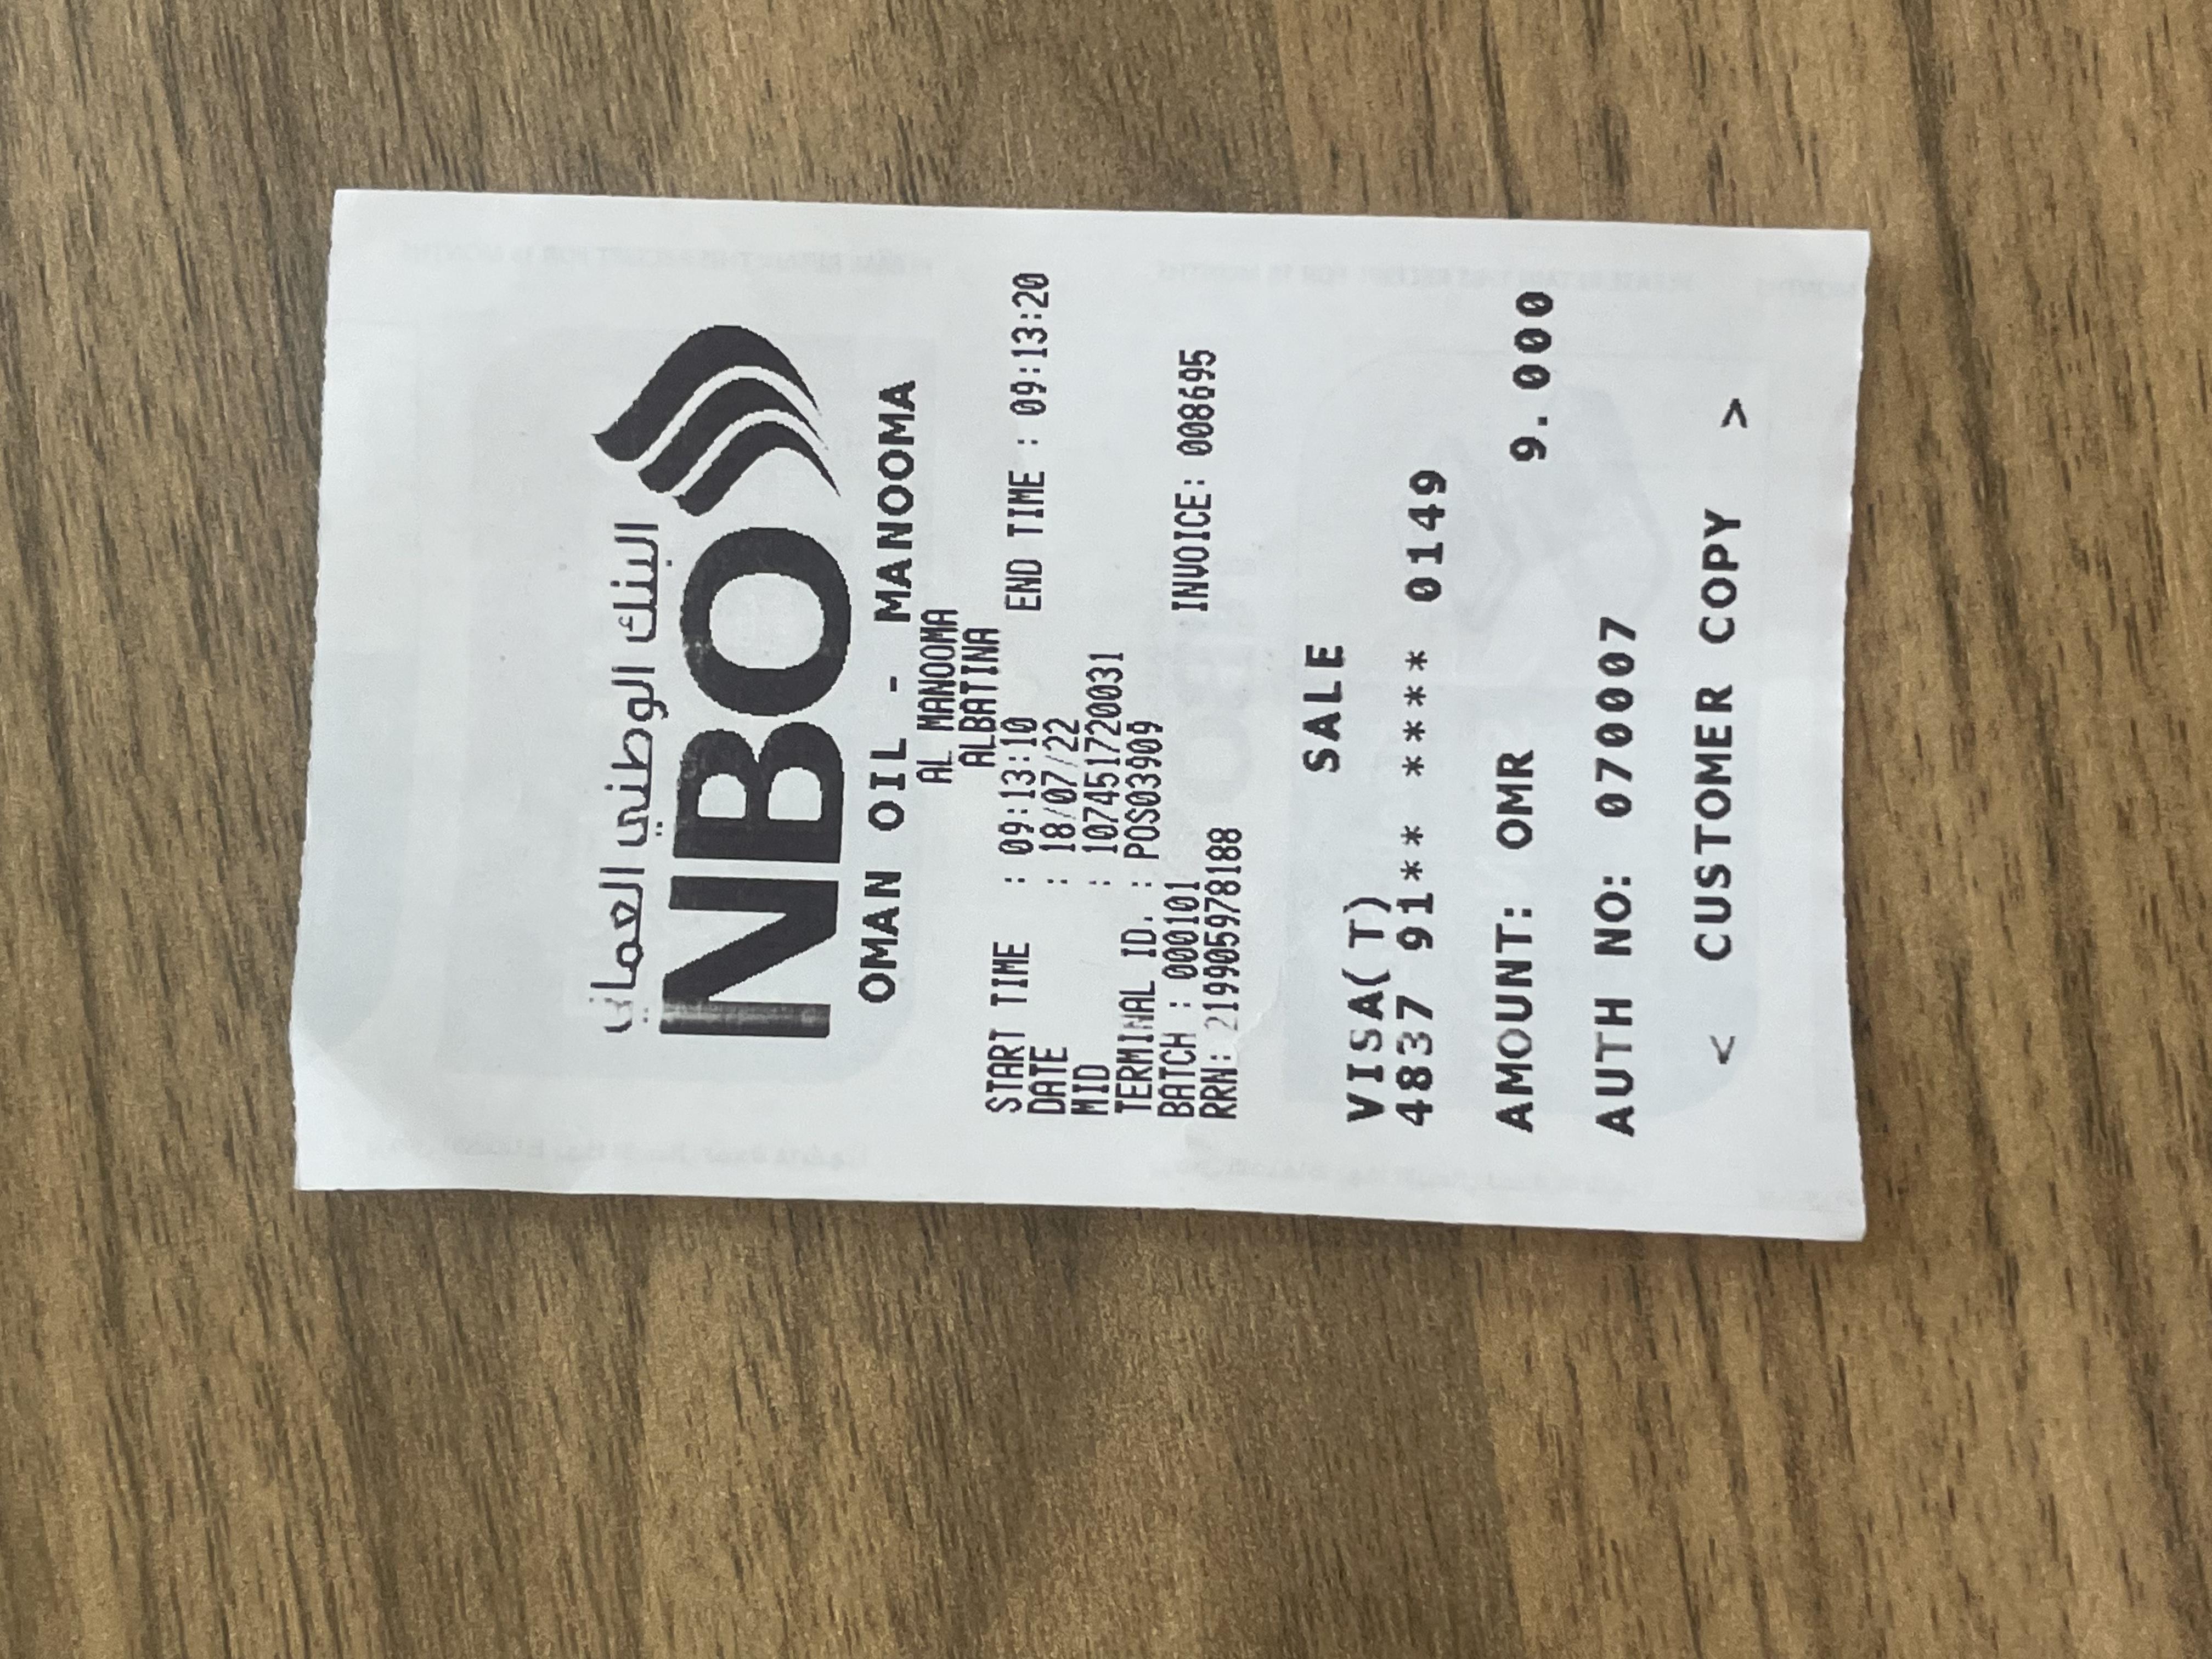 البنك الوطني العماني
NBO
OMAN OIL - MANOOMA
AL MANOOMA
ALBATINA
START TIME : 09:13:10 END TIME : 09:13:20
DATE : 18/07/22
MID : 107451720031
TERMINAL ID. : POS03909
BATCH : 000101 INVOICE: 008695
RRN: 219905978188
SALE
VISA( T)
4837 91** **** 0149
AMOUNT: OMR 9.000
AUTH NO: 070007
< CUSTOMER COPY >